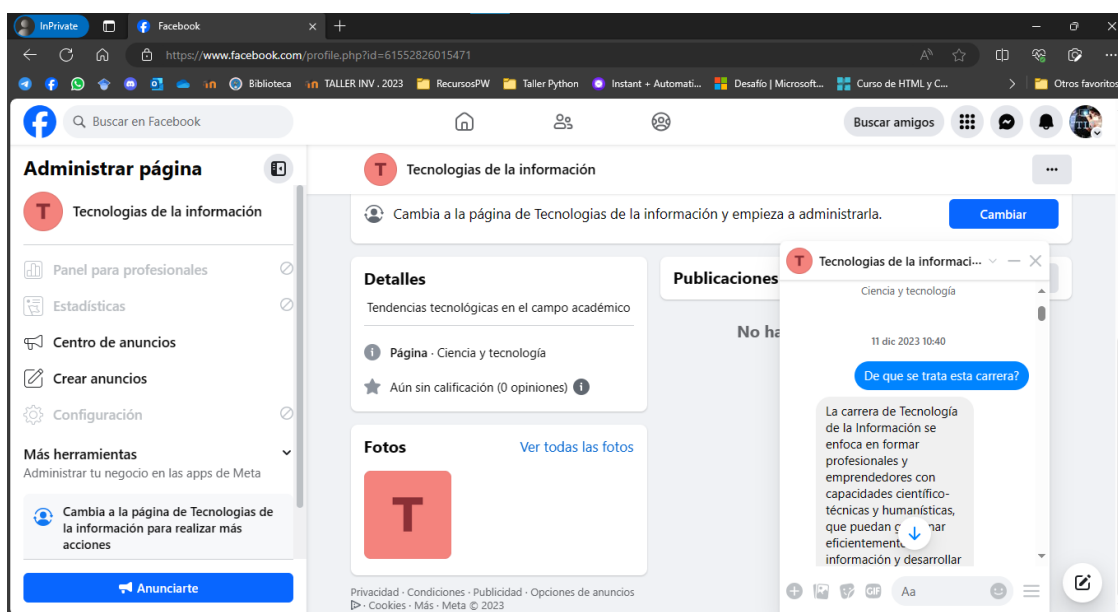 InPrivate
Facebook
https://www.facebook.com/profile.php?id=61552826015471
Biblioteca
TALLER INV . 2023
RecursosPW
Taller Python
Instant + Automati...
Desafío | Microsoft...
Curso de HTML y C...
Otros favoritos
Buscar en Facebook
Buscar amigos
Administrar página
T Tecnologias de la información
Panel para profesionales
Estadísticas
Centro de anuncios
Crear anuncios
Configuración
Más herramientas
Administrar tu negocio en las apps de Meta
Cambia a la página de Tecnologias de
la información para realizar más
acciones
Anunciarte
T Tecnologias de la información
Cambia a la página de Tecnologias de la información y empieza a administrarla.
Cambiar
Detalles
Tendencias tecnológicas en el campo académico
Página · Ciencia y tecnología
Aún sin calificación (0 opiniones)
Fotos
Ver todas las fotos
T
Privacidad · Condiciones · Publicidad · Opciones de anuncios
· Cookies · Más · Meta © 2023
Publicaciones
No ha
T Tecnologias de la informaci...
Ciencia y tecnología
11 dic 2023 10:40
De que se trata esta carrera?
La carrera de Tecnología
de la Información se
enfoca en formar
profesionales y
emprendedores con
capacidades científico-
técnicas y humanísticas,
que puedan
eficientemente
información y desarrollar
GIF
Aa